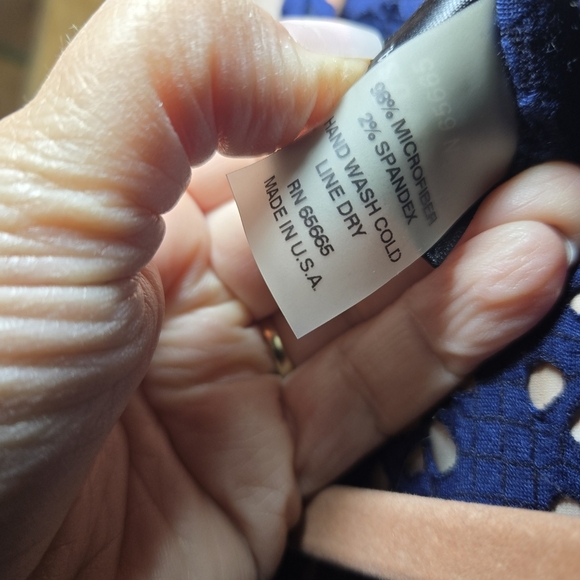 98% MICROFIBER
2% SPANDEX
HAND WASH COLD
LINE DRY
RN 65665
MADE IN U.S.A.